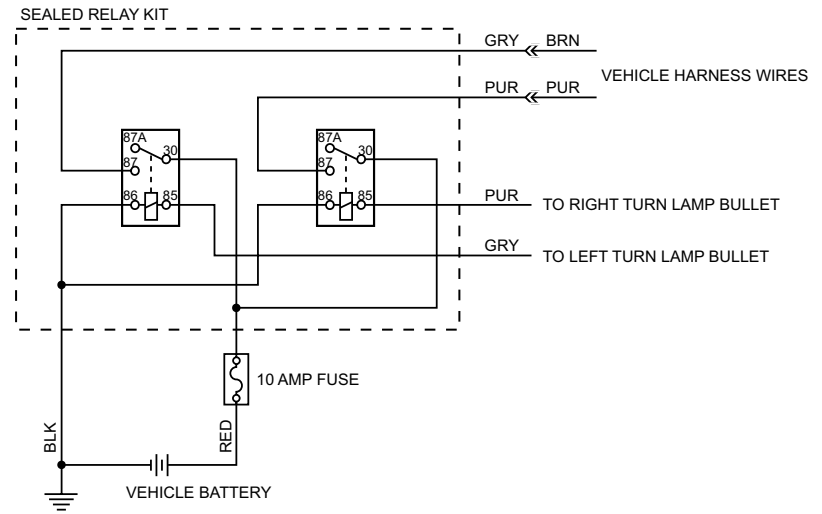 SEALED RELAY KIT
GRY BRN
VEHICLE HARNESS WIRES
PUR PUR
87A 30 87 86 85
87A 30 87 86 85
PUR TO RIGHT TURN LAMP BULLET
GRY TO LEFT TURN LAMP BULLET
10 AMP FUSE
BLK
RED
VEHICLE BATTERY